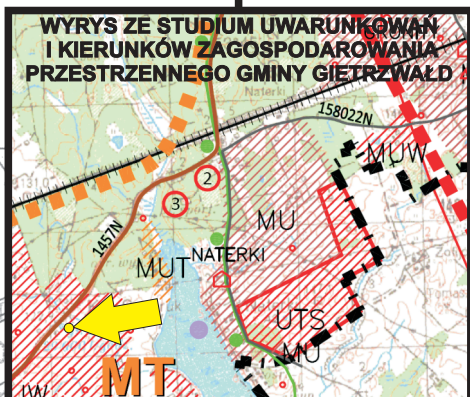 WYRYS ZE STUDIUM UWARUNKOWAŃ
I KIERUNKÓW ZAGOSPODAROWANIA
PRZESTRZENNEGO GMINY GIETRZWAŁD
Naterki
158022N
MUW
2
3
MU
1457N
NATERKI
MUT
UTS
MU
MT